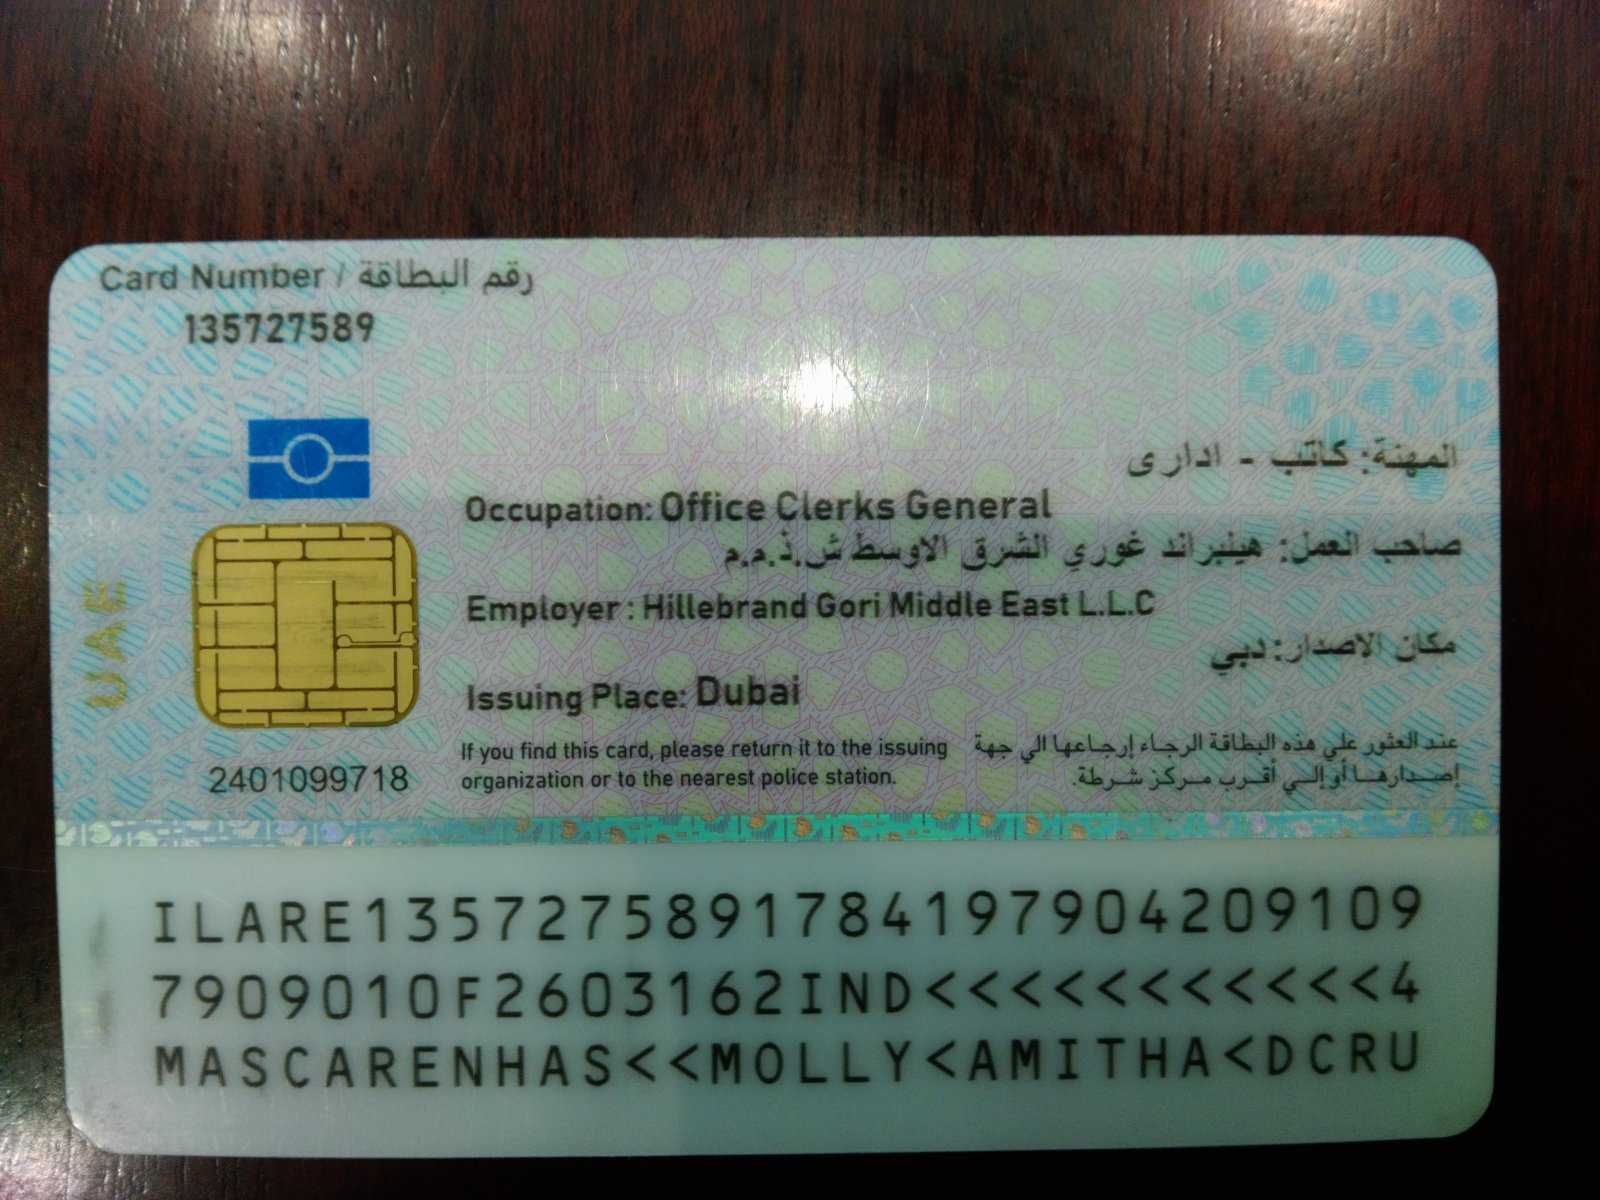 Card Number / رقم البطاقة
135727589
المهنة: كاتب - ادارى
Occupation: Office Clerks General
صاحب العمل: هيليبراند غوري الشرق الاوسط ش.ذ.م.م
Employer : Hillebrand Gori Middle East L.L.C
مكان الاصدار: دبي
Issuing Place: Dubai
UAE
2401099718
If you find this card, please return it to the issuing
organization or to the nearest police station.
عند العثور علي هذه البطاقة الرجاء إرجاعها الي جهة
إصدارها أو إلي أقرب مركز شرطة.
ILARE1357275891784197904209109
7909010F2603162IND<<<<<<<<<<<4
MASCARENHAS<<MOLLY<AMITHA<DCRU